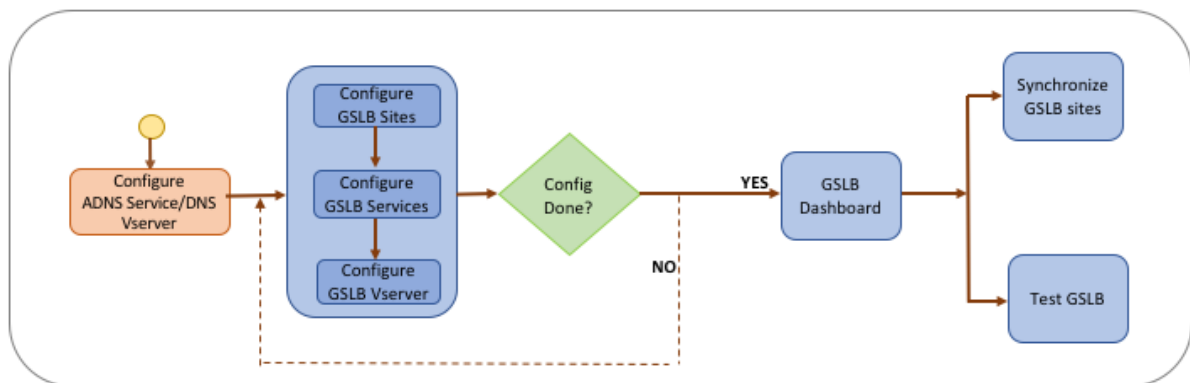 Configure
ADNS Service/DNS
Vserver
Configure
GSLB Sites
Configure
GSLB Services
Configure
GSLB Vserver
Config
Done?
YES
NO
GSLB
Dashboard
Synchronize
GSLB sites
Test GSLB